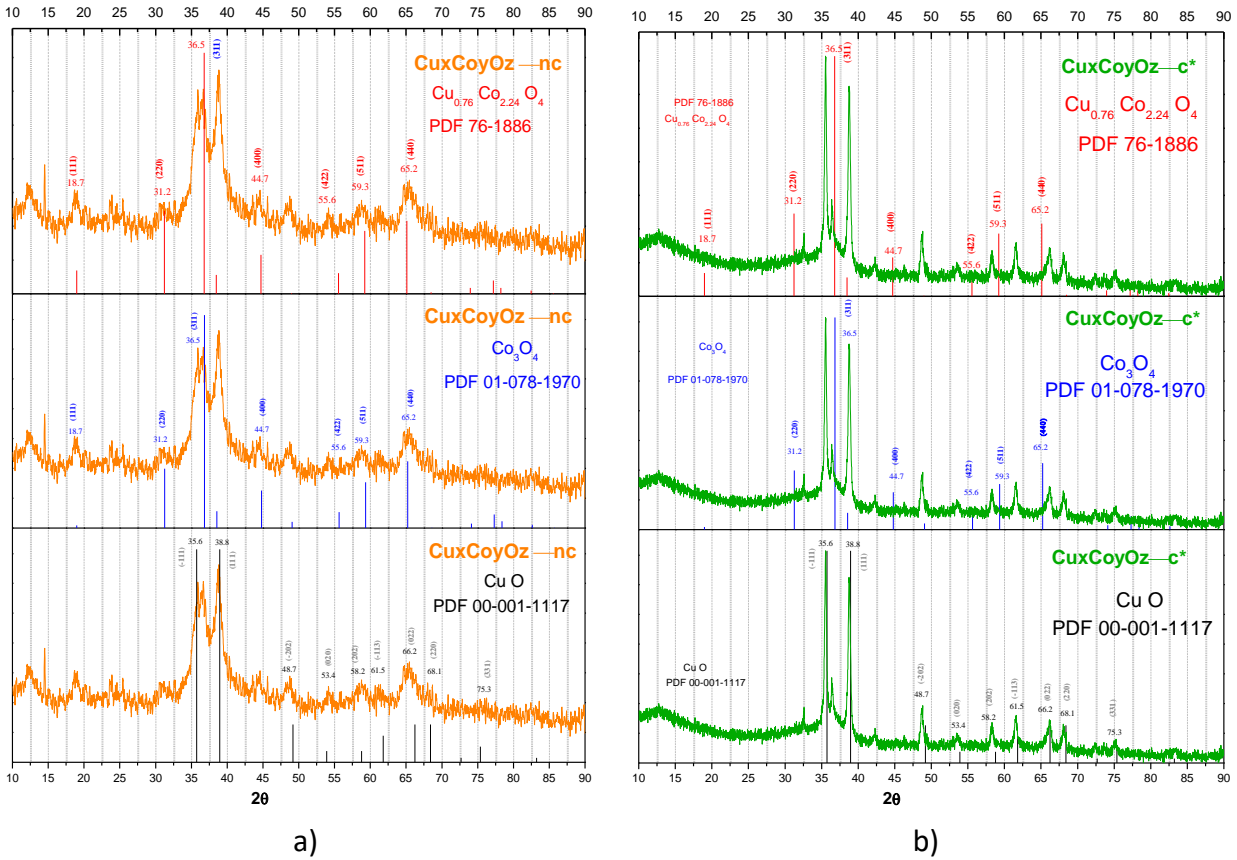 10 15 20 25 30 35 40 45 50 55 60 65 70 75 80 85 90
36.5
(311)
CuxCoyOz —nc
Cu0.76 Co2.24 O4
PDF 76-1886
(111) (220) (400) (422) (511) (440)
18.7 31.2 44.7 55.6 59.3 65.2
CuxCoyOz —nc
Co3O4
PDF 01-078-1970
(111) (220) (311) (400) (422) (511) (440)
18.7 31.2 36.5 44.7 55.6 59.3 65.2
CuxCoyOz —nc
Cu O
PDF 00-001-1117
35.6 38.8
(-111) (111)
(-202) (020) (202) (-113) (022) (220) (331)
48.7 53.4 58.2 61.5 66.2 68.1 75.3
10 15 20 25 30 35 40 45 50 55 60 65 70 75 80 85 90
2θ
a)
10 15 20 25 30 35 40 45 50 55 60 65 70 75 80 85 90
36.5
(311)
CuxCoyOz—c*
Cu0.76 Co2.24 O4
PDF 76-1886
PDF 76-1886
Cu0.76 Co2.24 O4
(111) (220) (400) (422) (511) (440)
18.7 31.2 44.7 55.6 59.3 65.2
CuxCoyOz—c*
Co3O4
PDF 01-078-1970
Co3O4
PDF 01-078-1970
(220) (311) (400) (422) (511) (440)
31.2 36.5 44.7 55.6 59.3 65.2
CuxCoyOz—c*
Cu O
PDF 00-001-1117
Cu O
PDF 00-001-1117
35.6 38.8
(-111) (111)
(-202) (020) (202) (-113) (022) (220) (331)
48.7 53.4 58.2 61.5 66.2 68.1 75.3
10 15 20 25 30 35 40 45 50 55 60 65 70 75 80 85 90
2θ
b)